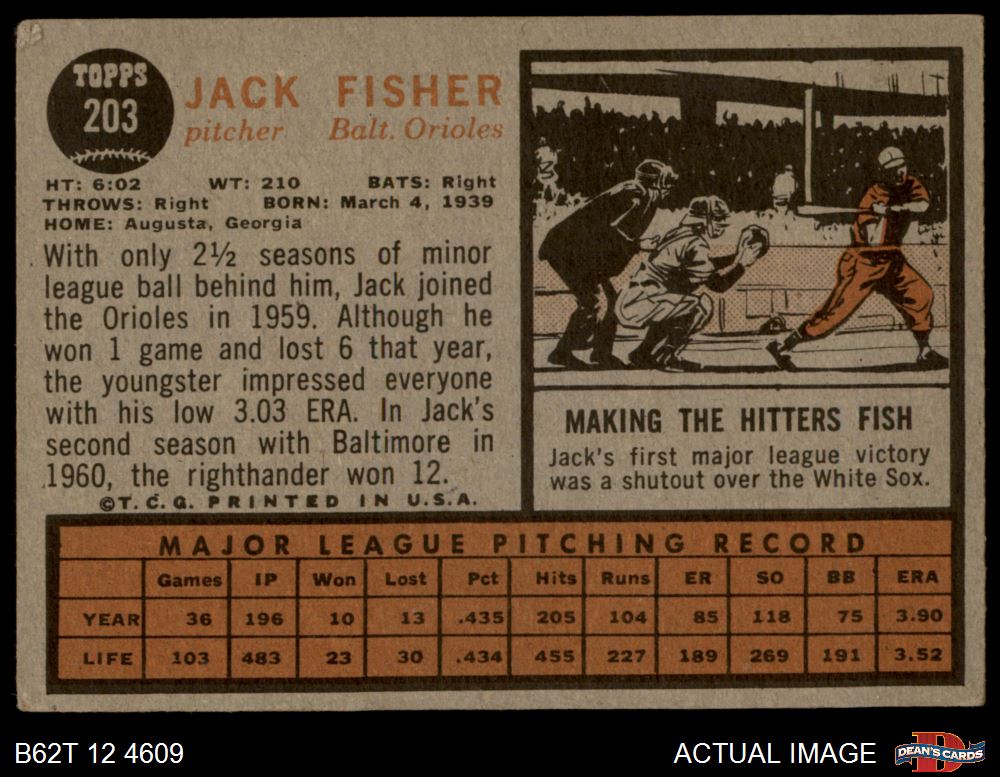 TOPPS
203
JACK FISHER
pitcher Balt. Orioles
HT: 6:02 WT: 210 BATS: Right
THROWS: Right BORN: March 4, 1939
HOME: Augusta, Georgia
With only 2½ seasons of minor
league ball behind him, Jack joined
the Orioles in 1959. Although he
won 1 game and lost 6 that year,
the youngster impressed everyone
with his low 3.03 ERA. In Jack's
second season with Baltimore in
1960, the righthander won 12.
©T.C.G. PRINTED IN U.S.A.
MAKING THE HITTERS FISH
Jack's first major league victory
was a shutout over the White Sox.
MAJOR LEAGUE PITCHING RECORD
Games IP Won Lost Pct Hits Runs ER SO BB ERA
YEAR 36 196 10 13 .435 205 104 85 118 75 3.90
LIFE 103 483 23 30 .434 455 227 189 269 191 3.52
B62T 12 4609
ACTUAL IMAGE
DEAN'S CARDS